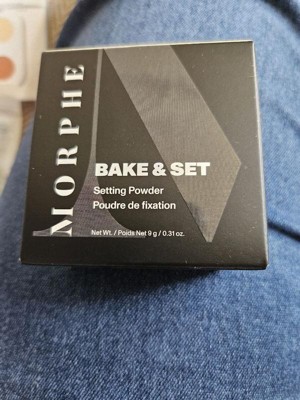 MORPHE
BAKE & SET
Setting Powder
Poudre de fixation
Net Wt. / Poids Net 9 g / 0.31 oz.